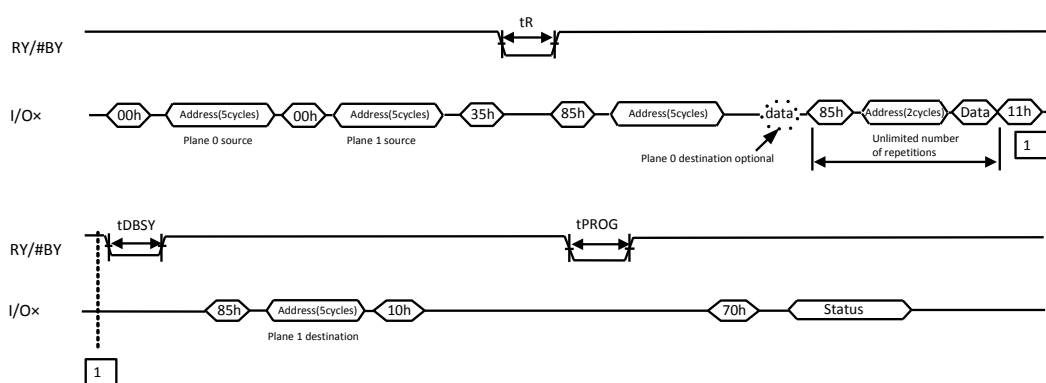 tR
RY/#BY
I/O×
00h
Address(5cycles)
00h
Address(5cycles)
35h
85h
Address(5cycles)
data
85h
Address(2cycles)
Data
11h
Plane 0 source
Plane 1 source
Plane 0 destination optional
Unlimited number
of repetitions
1
tDBSY
tPROG
RY/#BY
I/O×
85h
Address(5cycles)
10h
70h
Status
Plane 1 destination
1